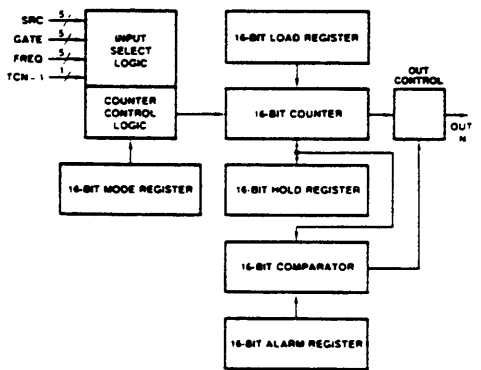 SRC
5
GATE
5
FREQ
5
TCN - 1
1
INPUT
SELECT
LOGIC
COUNTER
CONTROL
LOGIC
16-BIT MODE REGISTER
16-BIT LOAD REGISTER
16-BIT COUNTER
16-BIT HOLD REGISTER
16-BIT COMPARATOR
16-BIT ALARM REGISTER
OUT
CONTROL
OUT
N